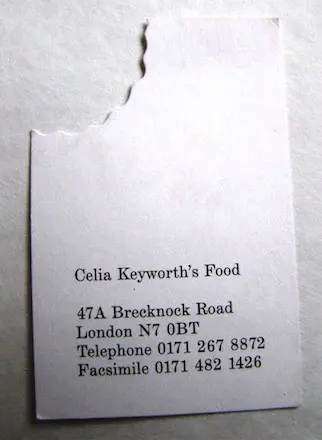 Celia Keyworth's Food
47A Brecknock Road
London N7 0BT
Telephone 0171 267 8872
Facsimile 0171 482 1426